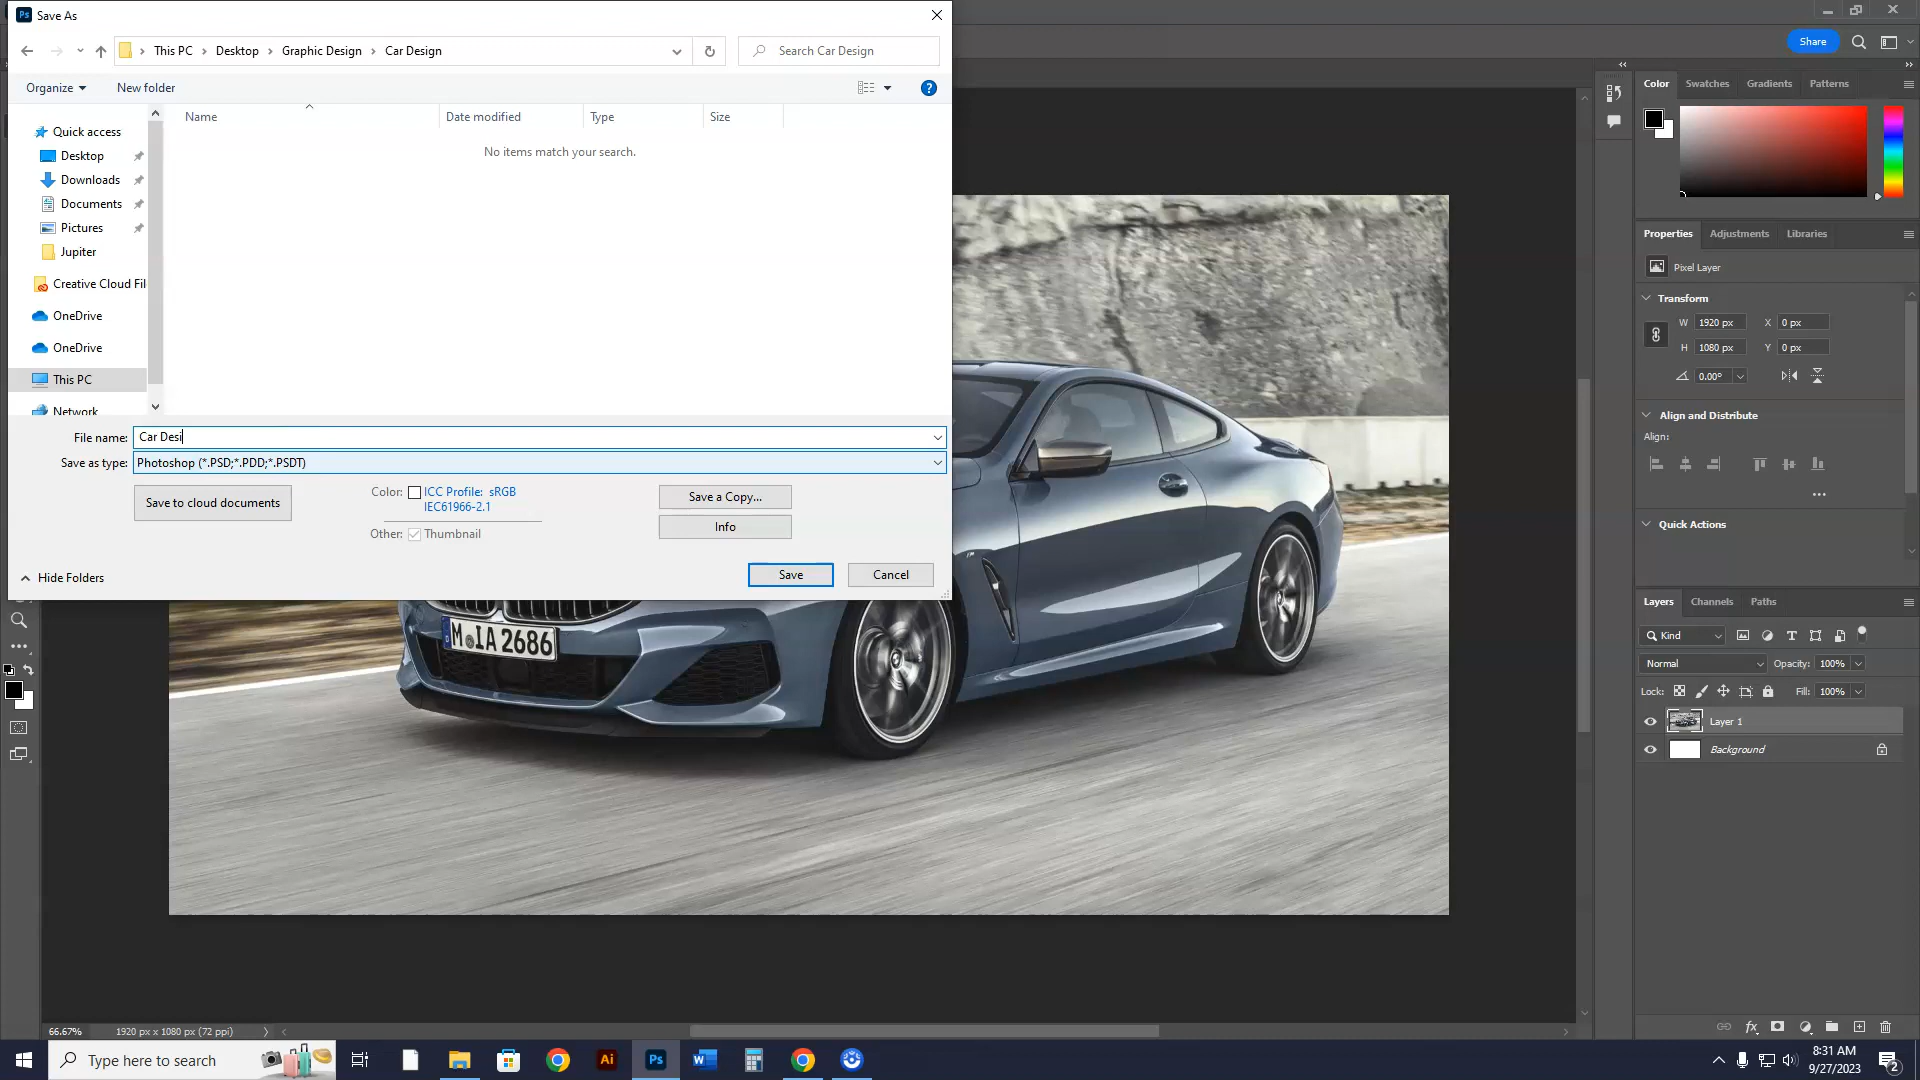 Ps Save As
This PC > Desktop > Graphic Design > Car Design
Search Car Design
Share
Organize
New folder
Color Swatches Gradients Patterns
Name Date modified Type Size
No items match your search.
Quick access
Desktop
Downloads
Documents
Pictures
Jupiter
Creative Cloud Fil
OneDrive
OneDrive
This PC
Network
Properties Adjustments Libraries
Pixel Layer
Transform
W 1920 px X 0 px
H 1080 px Y 0 px
0.00°
Align and Distribute
Align:
Quick Actions
File name: Car Desi
Save as type: Photoshop (*.PSD;*.PDD;*.PSDT)
Save to cloud documents
Color: ICC Profile: sRGB
IEC61966-2.1
Other: Thumbnail
Save a Copy...
Info
Hide Folders
Save
Cancel
M IA 2686
Layers Channels Paths
Kind
Normal Opacity: 100%
Lock: Fill: 100%
Layer 1
Background
66.67% 1920 px x 1080 px (72 ppi)
Type here to search
Ai
Ps
W
8:31 AM
9/27/2023
2